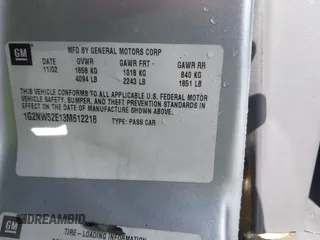 GM
MFD BY GENERAL MOTORS CORP
DATE GVWR GAWR FRT GAWR RR
11/02 1858 KG 1018 KG 840 KG
4094 LB 2243 LB 1851 LB
THIS VEHICLE CONFORMS TO ALL APPLICABLE U.S. FEDERAL MOTOR
VEHICLE SAFETY, BUMPER, AND THEFT PREVENTION STANDARDS IN
EFFECT ON THE DATE OF MANUFACTURE SHOWN ABOVE.
1G2NW52E13M612218 TYPE: PASS CAR
DREAMBID
GM TIRE-LOADING INFORMATION